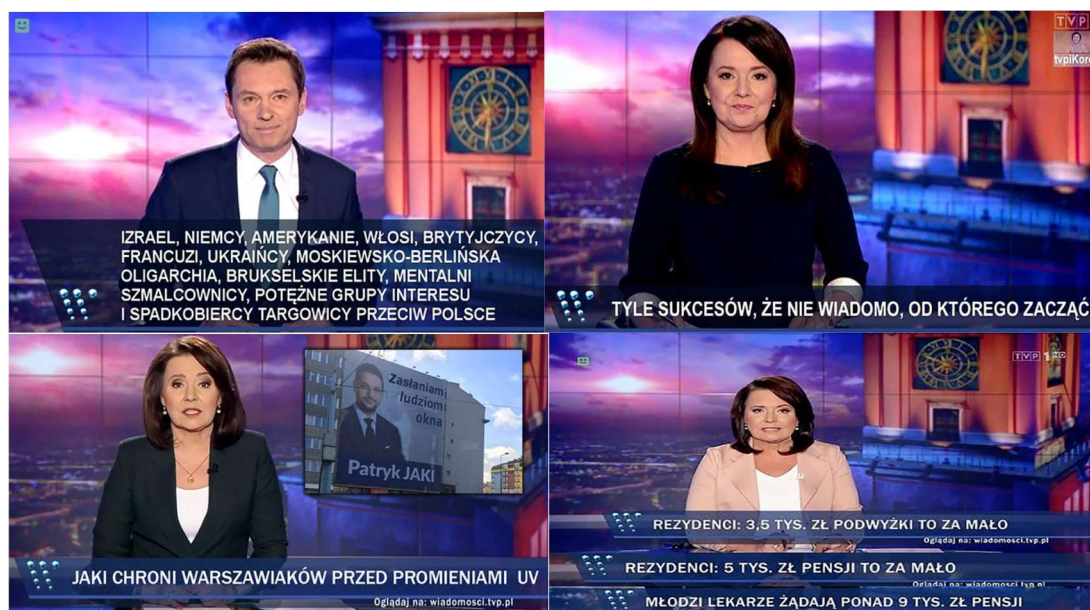 IZRAEL, NIEMCY, AMERYKANIE, WŁOSI, BRYTYJCZYCY,
FRANCUZI, UKRAIŃCY, MOSKIEWSKO-BERLIŃSKA
OLIGARCHIA, BRUKSELSKIE ELITY, MENTALNI
SZMALCOWNICY, POTĘŻNE GRUPY INTERESU
I SPADKOBIERCY TARGOWICY PRZECIW POLSCE
TVP
tvpiKore
TYLE SUKCESÓW, ŻE NIE WIADOMO, OD KTÓREGO ZACZĄĆ
Zasłaniam
ludziom
okna
Patryk JAKI
JAKI CHRONI WARSZAWIAKÓW PRZED PROMIENIAMI UV
Oglądaj na: wiadomosci.tvp.pl
TVP 1 HD
REZYDENCI: 3,5 TYS. ZŁ PODWYŻKI TO ZA MAŁO
Oglądaj na: wiadomosci.tvp.pl
REZYDENCI: 5 TYS. ZŁ PENSJI TO ZA MAŁO
Oglądaj na: wiadomosci.tvp.pl
MŁODZI LEKARZE ŻĄDAJĄ PONAD 9 TYS. ZŁ PENSJI